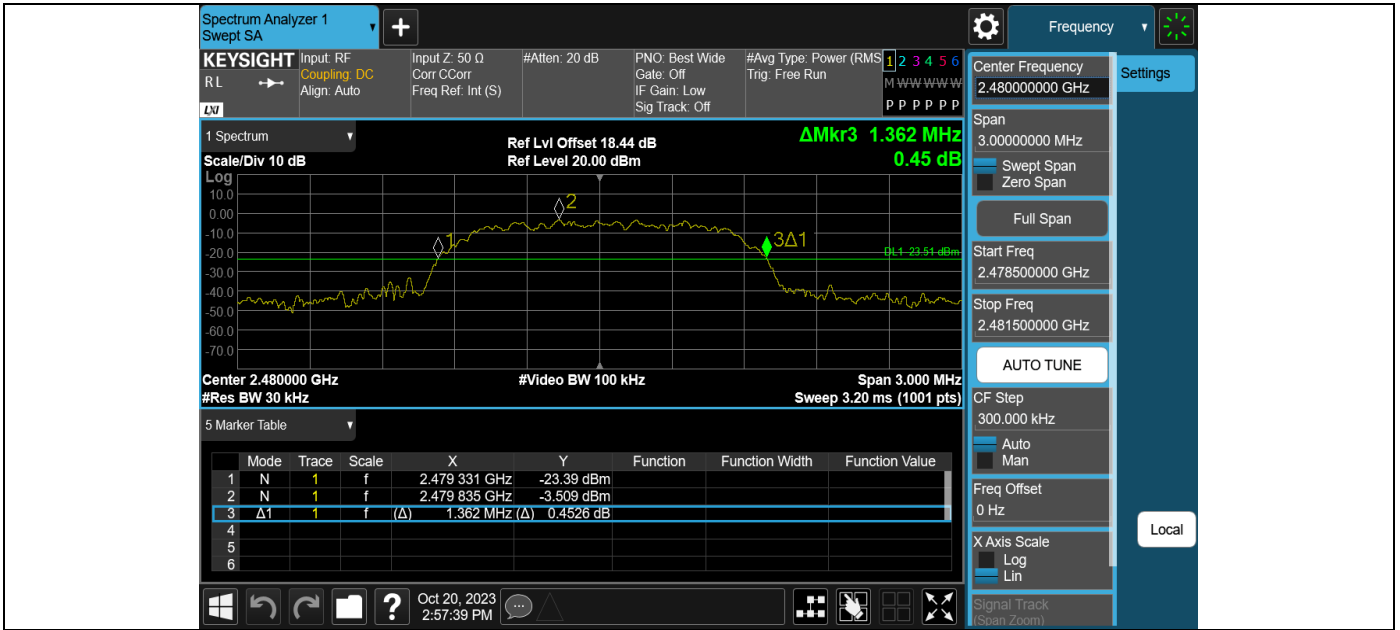 Spectrum Analyzer 1
Swept SA
+
Frequency
KEYSIGHT
RL
LXI
Input: RF
Coupling: DC
Align: Auto
Input Z: 50 Ω
Corr CCorr
Freq Ref: Int (S)
#Atten: 20 dB
PNO: Best Wide
Gate: Off
IF Gain: Low
Sig Track: Off
#Avg Type: Power (RMS
Trig: Free Run
1 2 3 4 5 6
M W W W W W
P P P P P P
1 Spectrum
Scale/Div 10 dB
Ref Lvl Offset 18.44 dB
Ref Level 20.00 dBm
ΔMkr3 1.362 MHz
0.45 dB
Log
10.0
0.00
-10.0
-20.0
-30.0
-40.0
-50.0
-60.0
-70.0
1
2
3Δ1
DL1 -23.51 dBm
Center 2.480000 GHz
#Video BW 100 kHz
Span 3.000 MHz
#Res BW 30 kHz
Sweep 3.20 ms (1001 pts)
5 Marker Table
Mode Trace Scale X Y Function Function Width Function Value
1 N 1 f 2.479 331 GHz -23.39 dBm
2 N 1 f 2.479 835 GHz -3.509 dBm
3 Δ1 1 f (Δ) 1.362 MHz (Δ) 0.4526 dB
4
5
6
?
Oct 20, 2023
2:57:39 PM
Center Frequency
2.480000000 GHz
Settings
Span
3.00000000 MHz
Swept Span
Zero Span
Full Span
Start Freq
2.478500000 GHz
Stop Freq
2.481500000 GHz
AUTO TUNE
CF Step
300.000 kHz
Auto
Man
Freq Offset
0 Hz
X Axis Scale
Log
Lin
Local
Signal Track
(Span Zoom)